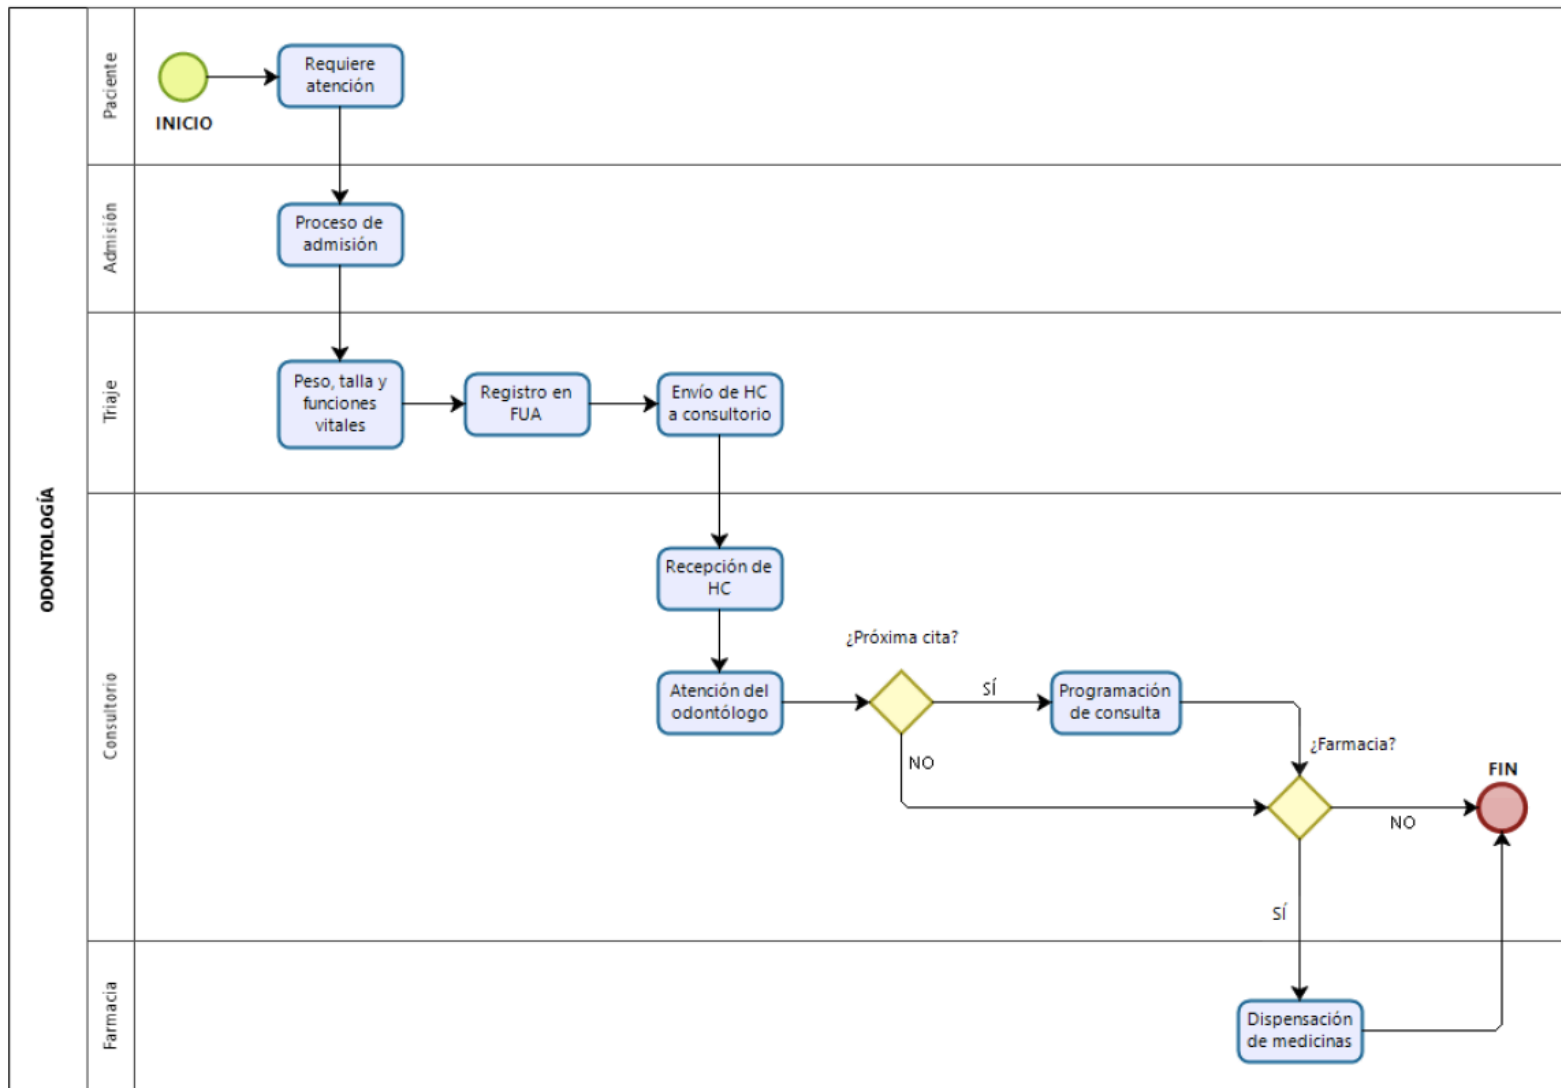 ODONTOLOGÍA
Paciente
INICIO
Requiere
atención
Admisión
Proceso de
admisión
Triaje
Peso, talla y
funciones
vitales
Registro en
FUA
Envío de HC
a consultorio
Consultorio
Recepción de
HC
Atención del
odontólogo
¿Próxima cita?
SÍ
NO
Programación
de consulta
¿Farmacia?
NO
FIN
SÍ
Farmacia
Dispensación
de medicinas